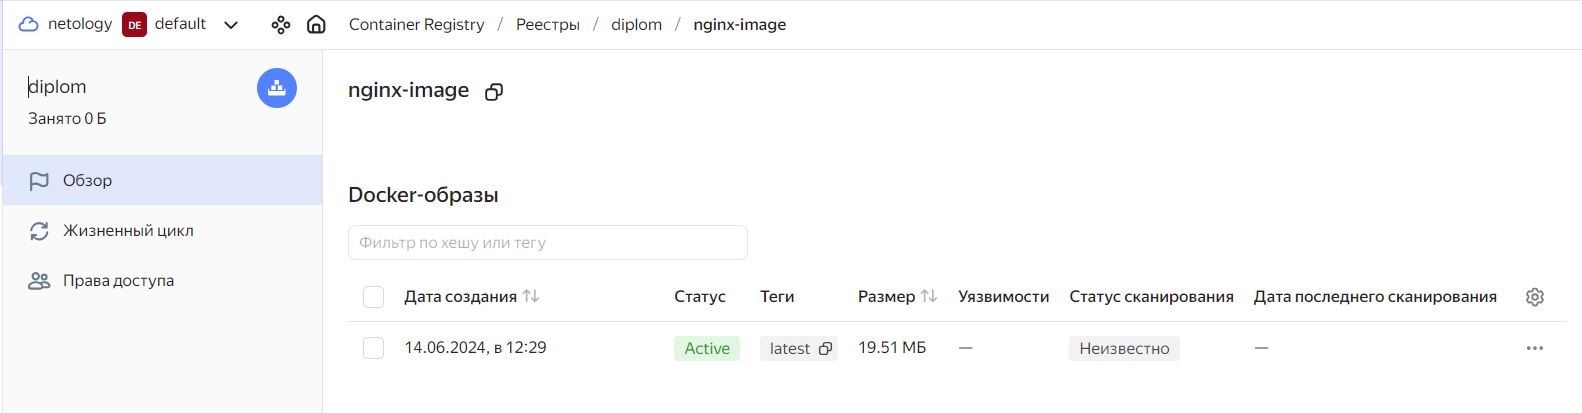 netology DE default Container Registry / Реестры / diplom / nginx-image
diplom
Занято 0 Б
Обзор
Жизненный цикл
Права доступа
nginx-image
Docker-образы
Фильтр по хешу или тегу
Дата создания Статус Теги Размер Уязвимости Статус сканирования Дата последнего сканирования
14.06.2024, в 12:29 Active latest 19.51 МБ — Неизвестно —